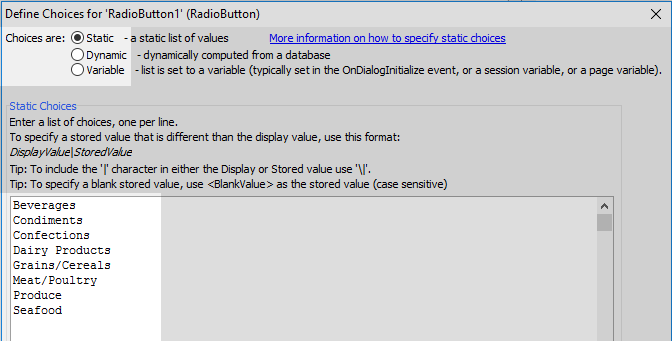 Define Choices for 'RadioButton1' (RadioButton)
Choices are: Static - a static list of values More information on how to specify static choices
Dynamic - dynamically computed from a database
Variable - list is set to a variable (typically set in the OnDialogInitialize event, or a session variable, or a page variable).
Static Choices
Enter a list of choices, one per line.
To specify a stored value that is different than the display value, use this format:
DisplayValue|StoredValue
Tip: To include the '|' character in either the Display or Stored value use '\|'.
Tip: To specify a blank stored value, use <BlankValue> as the stored value (case sensitive)
Beverages
Condiments
Confections
Dairy Products
Grains/Cereals
Meat/Poultry
Produce
Seafood